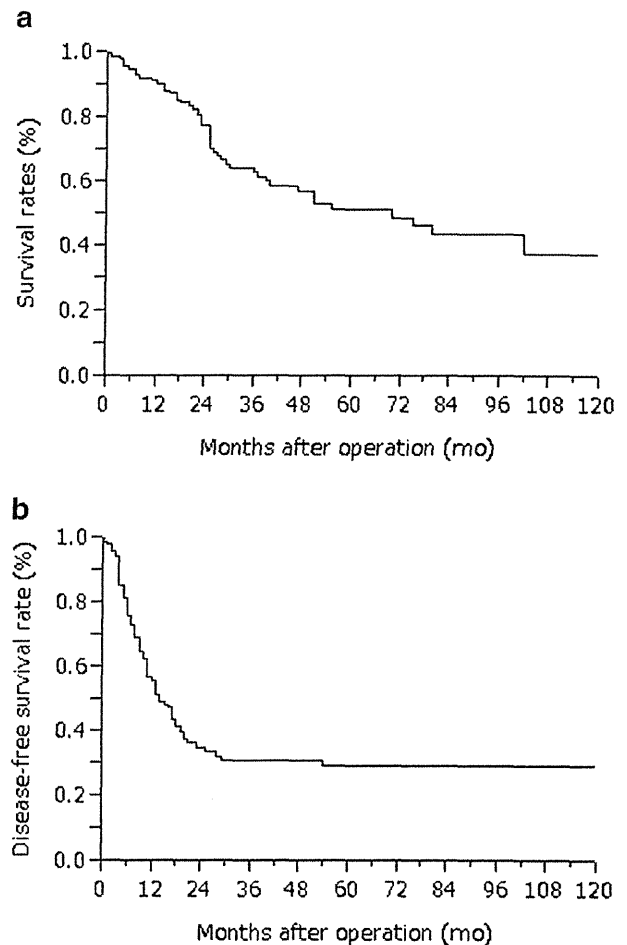 a
Survival rates (%)
1.0
0.8
0.6
0.4
0.2
0.0
0 12 24 36 48 60 72 84 96 108 120
Months after operation (mo)
b
Disease-free survival rate (%)
1.0
0.8
0.6
0.4
0.2
0.0
0 12 24 36 48 60 72 84 96 108 120
Months after operation (mo)